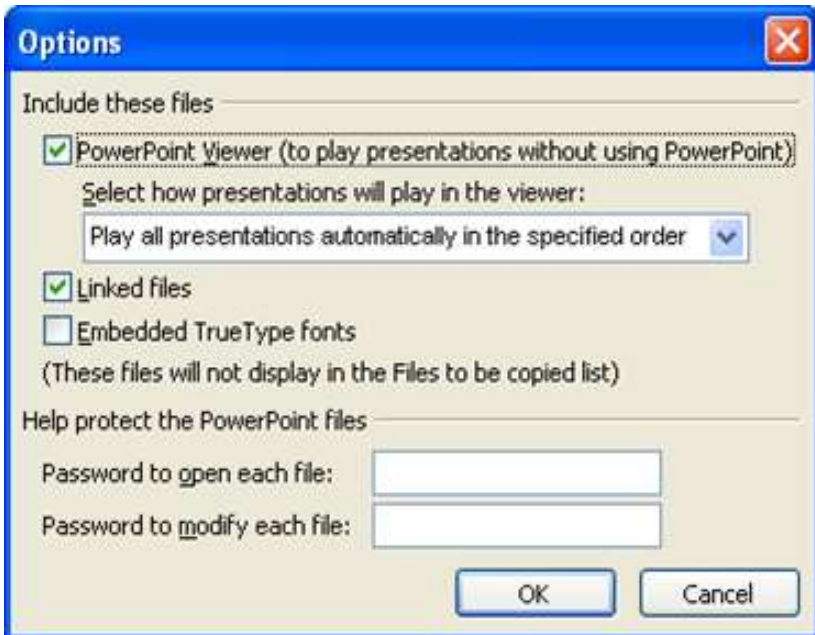 Options
Include these files
PowerPoint Viewer (to play presentations without using PowerPoint)
Select how presentations will play in the viewer:
Play all presentations automatically in the specified order
Linked files
Embedded TrueType fonts
(These files will not display in the Files to be copied list)
Help protect the PowerPoint files
Password to open each file:
Password to modify each file:
OK Cancel